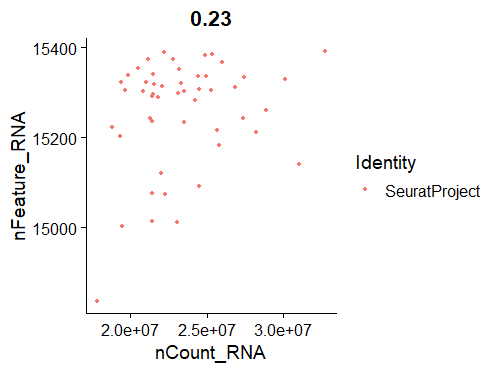 0.23
nFeature_RNA
15400
15200
15000
2.0e+07
2.5e+07
3.0e+07
nCount_RNA
Identity
SeuratProject